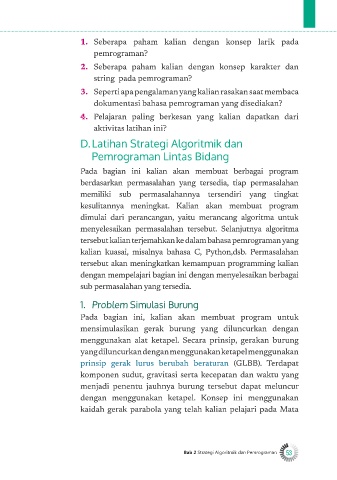 1. Seberapa paham kalian dengan konsep larik pada
pemrograman?
2. Seberapa paham kalian dengan konsep karakter dan
string pada pemrograman?
3. Seperti apa pengalaman yang kalian rasakan saat membaca
dokumentasi bahasa pemrograman yang disediakan?
4. Pelajaran paling berkesan yang kalian dapatkan dari
aktivitas latihan ini?
D. Latihan Strategi Algoritmik dan
Pemrograman Lintas Bidang
Pada bagian ini kalian akan membuat berbagai program
berdasarkan permasalahan yang tersedia, tiap permasalahan
memiliki sub permasalahannya tersendiri yang tingkat
kesulitannya meningkat. Kalian akan membuat program
dimulai dari perancangan, yaitu merancang algoritma untuk
menyelesaikan permasalahan tersebut. Selanjutnya algoritma
tersebut kalian terjemahkan ke dalam bahasa pemrograman yang
kalian kuasai, misalnya bahasa C, Python,dsb. Permasalahan
tersebut akan meningkatkan kemampuan programming kalian
dengan mempelajari bagian ini dengan menyelesaikan berbagai
sub permasalahan yang tersedia.
1. Problem Simulasi Burung
Pada bagian ini, kalian akan membuat program untuk
mensimulasikan gerak burung yang diluncurkan dengan
menggunakan alat ketapel. Secara prinsip, gerakan burung
yang diluncurkan dengan menggunakan ketapel menggunakan
prinsip gerak lurus berubah beraturan (GLBB). Terdapat
komponen sudut, gravitasi serta kecepatan dan waktu yang
menjadi penentu jauhnya burung tersebut dapat meluncur
dengan menggunakan ketapel. Konsep ini menggunakan
kaidah gerak parabola yang telah kalian pelajari pada Mata
Bab 2 Strategi Algoritmik dan Pemrograman 53